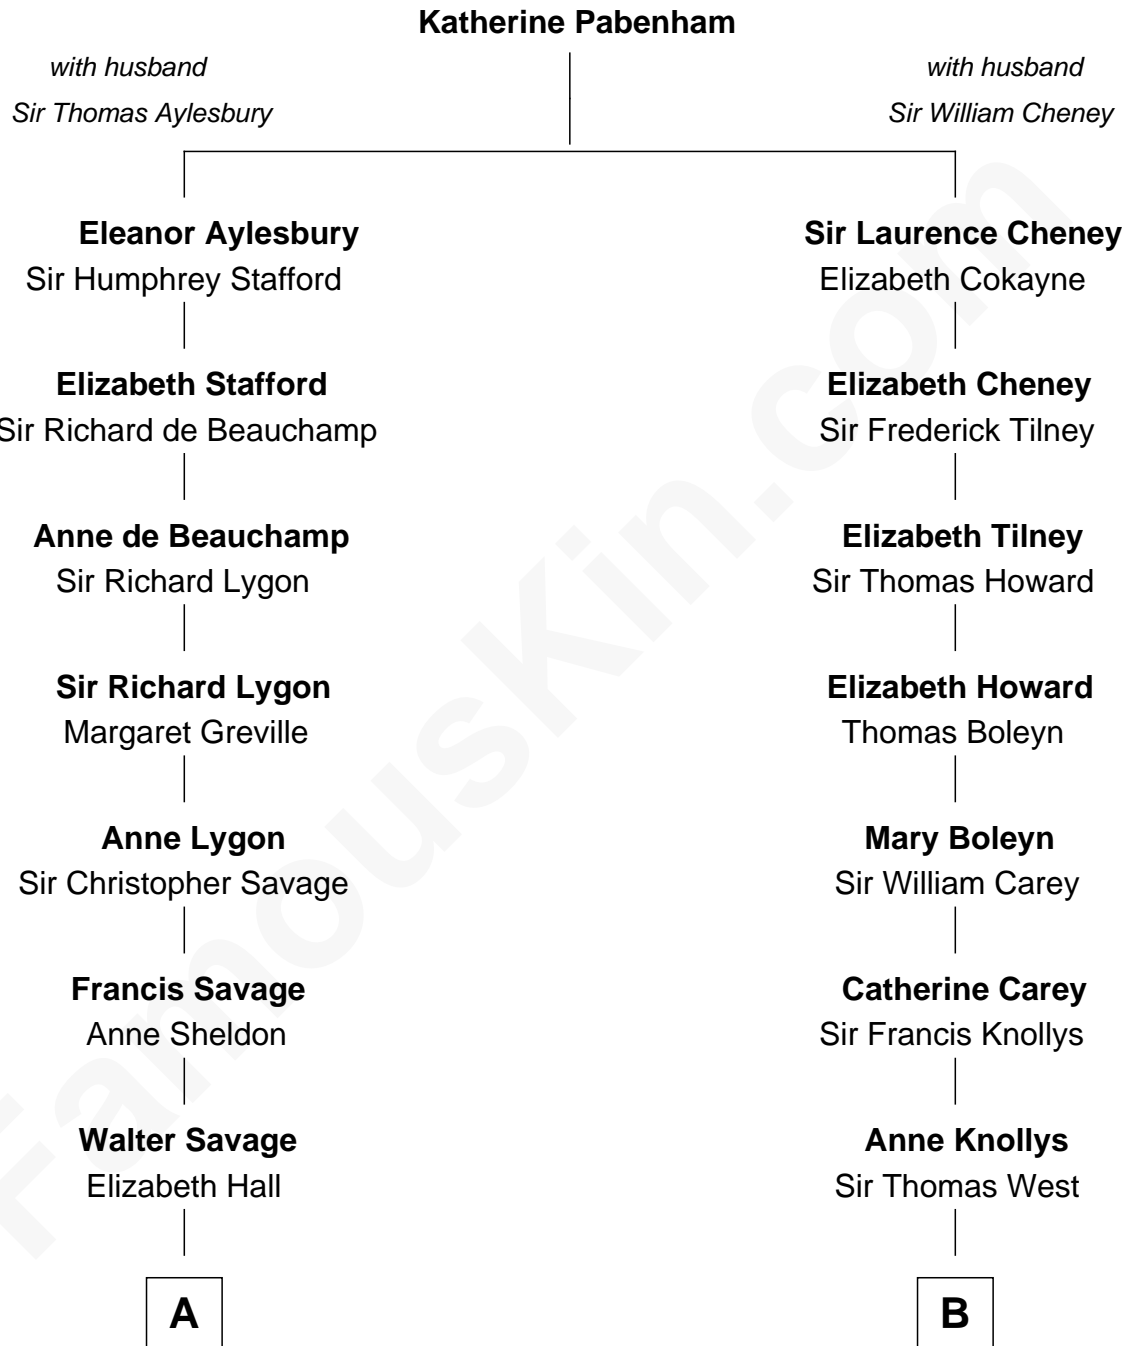 Katherine Pabenham
with husband
Sir Thomas Aylesbury
with husband
Sir William Cheney
Eleanor Aylesbury
Sir Humphrey Stafford
Elizabeth Stafford
Sir Richard de Beauchamp
Anne de Beauchamp
Sir Richard Lygon
Sir Richard Lygon
Margaret Greville
Anne Lygon
Sir Christopher Savage
Francis Savage
Anne Sheldon
Walter Savage
Elizabeth Hall
A
Sir Laurence Cheney
Elizabeth Cokayne
Elizabeth Cheney
Sir Frederick Tilney
Elizabeth Tilney
Sir Thomas Howard
Elizabeth Howard
Thomas Boleyn
Mary Boleyn
Sir William Carey
Catherine Carey
Sir Francis Knollys
Anne Knollys
Sir Thomas West
B
FamousKin.com